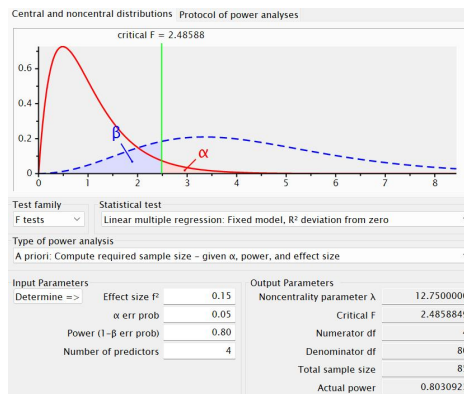 Central and noncentral distributions Protocol of power analyses
critical F = 2.48588
0.6
0.4
β
0.2
α
0
0 1 2 3 4 5 6 7 8
Test family Statistical test
F tests Linear multiple regression: Fixed model, R² deviation from zero
Type of power analysis
A priori: Compute required sample size – given α, power, and effect size
Input Parameters Output Parameters
Determine => Effect size f² 0.15 Noncentrality parameter λ 12.7500000
α err prob 0.05 Critical F 2.4858849
Power (1-β err prob) 0.80 Numerator df 4
Number of predictors 4 Denominator df 80
Total sample size 85
Actual power 0.803092